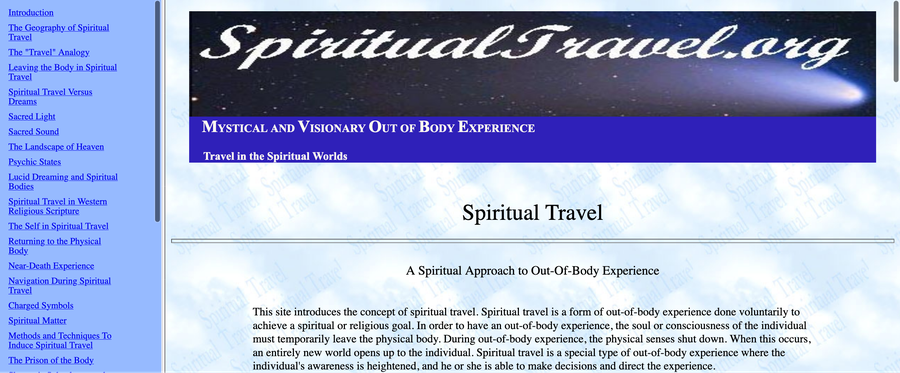 Introduction
The Geography of Spiritual
Travel
The "Travel" Analogy
Leaving the Body in Spiritual
Travel
Spiritual Travel Versus
Dreams
Sacred Light
Sacred Sound
The Landscape of Heaven
Psychic States
Lucid Dreaming and Spiritual
Bodies
Spiritual Travel in Western
Religious Scripture
The Self in Spiritual Travel
Returning to the Physical
Body
Near-Death Experience
Navigation During Spiritual
Travel
Charged Symbols
Spiritual Matter
Methods and Techniques To
Induce Spiritual Travel
The Prison of the Body
SpiritualTravel.org
Mystical and Visionary Out of Body Experience
Travel in the Spiritual Worlds
Spiritual Travel
A Spiritual Approach to Out-Of-Body Experience
This site introduces the concept of spiritual travel. Spiritual travel is a form of out-of-body experience done voluntarily to
achieve a spiritual or religious goal. In order to have an out-of-body experience, the soul or consciousness of the individual
must temporarily leave the physical body. During out-of-body experience, the physical senses shut down. When this occurs,
an entirely new world opens up to the individual. Spiritual travel is a special type of out-of-body experience where the
individual's awareness is heightened, and he or she is able to make decisions and direct the experience.